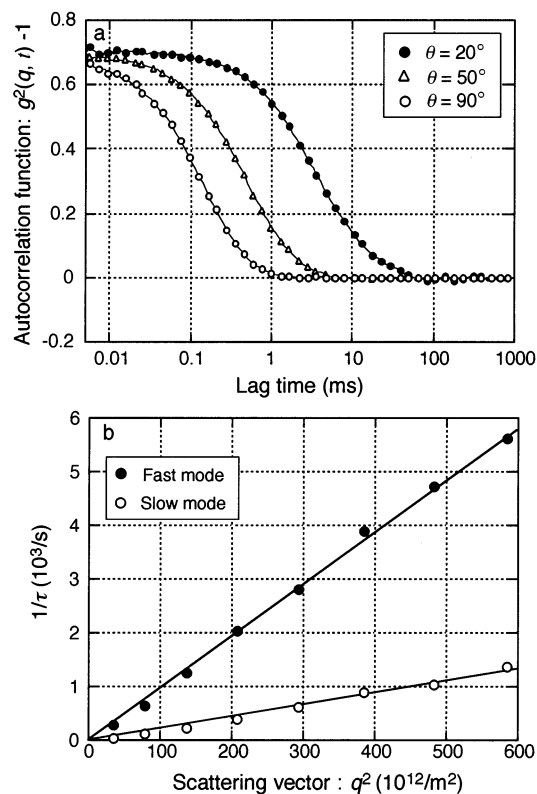 a
Autocorrelation function: g²(q, t) -1
0.8
0.6
0.4
0.2
0
-0.2
θ = 20°
θ = 50°
θ = 90°
0.01 0.1 1 10 100 1000
Lag time (ms)
b
1/τ (10³/s)
6
5
4
3
2
1
0
Fast mode
Slow mode
0 100 200 300 400 500 600
Scattering vector : q² (10¹²/m²)